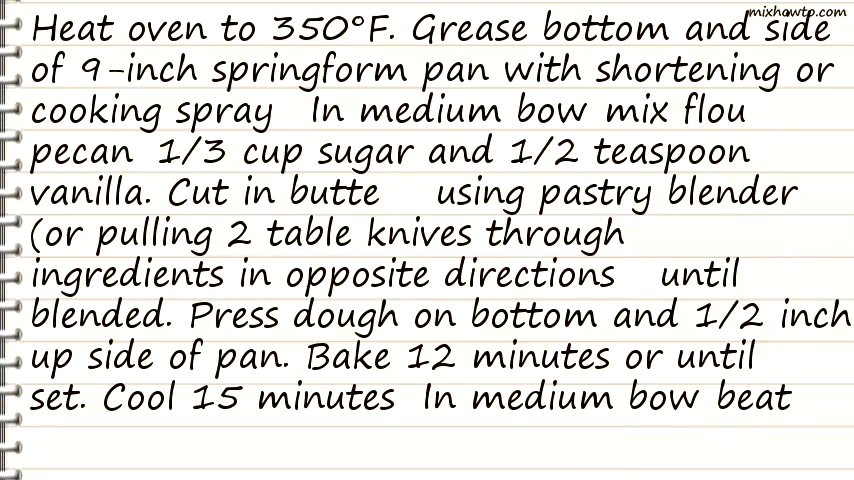 mixhowtp.com
Heat oven to 350°F. Grease bottom and side
of 9-inch springform pan with shortening or
cooking spray In medium bow mix flou
pecan 1/3 cup sugar and 1/2 teaspoon
vanilla. Cut in butte using pastry blender
(or pulling 2 table knives through
ingredients in opposite directions until
blended. Press dough on bottom and 1/2 inch
up side of pan. Bake 12 minutes or until
set. Cool 15 minutes In medium bow beat